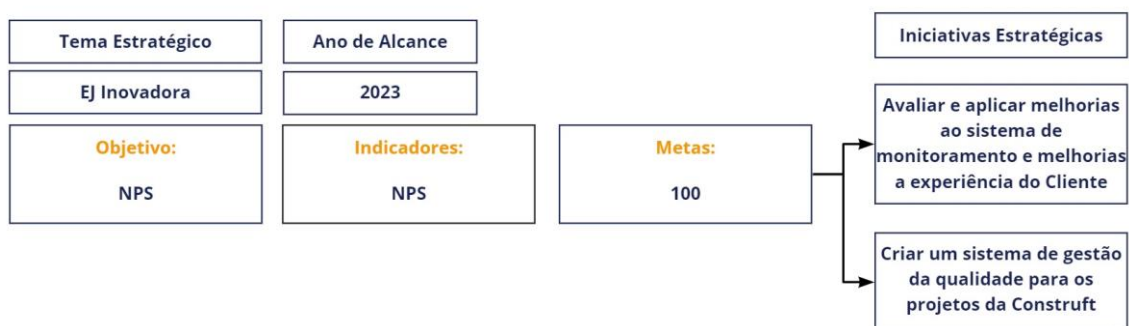 Tema Estratégico
Ano de Alcance
Iniciativas Estratégicas
EJ Inovadora
2023
Objetivo:
NPS
Indicadores:
NPS
Metas:
100
Avaliar e aplicar melhorias
ao sistema de
monitoramento e melhorias
a experiência do Cliente
Criar um sistema de gestão
da qualidade para os
projetos da Construft